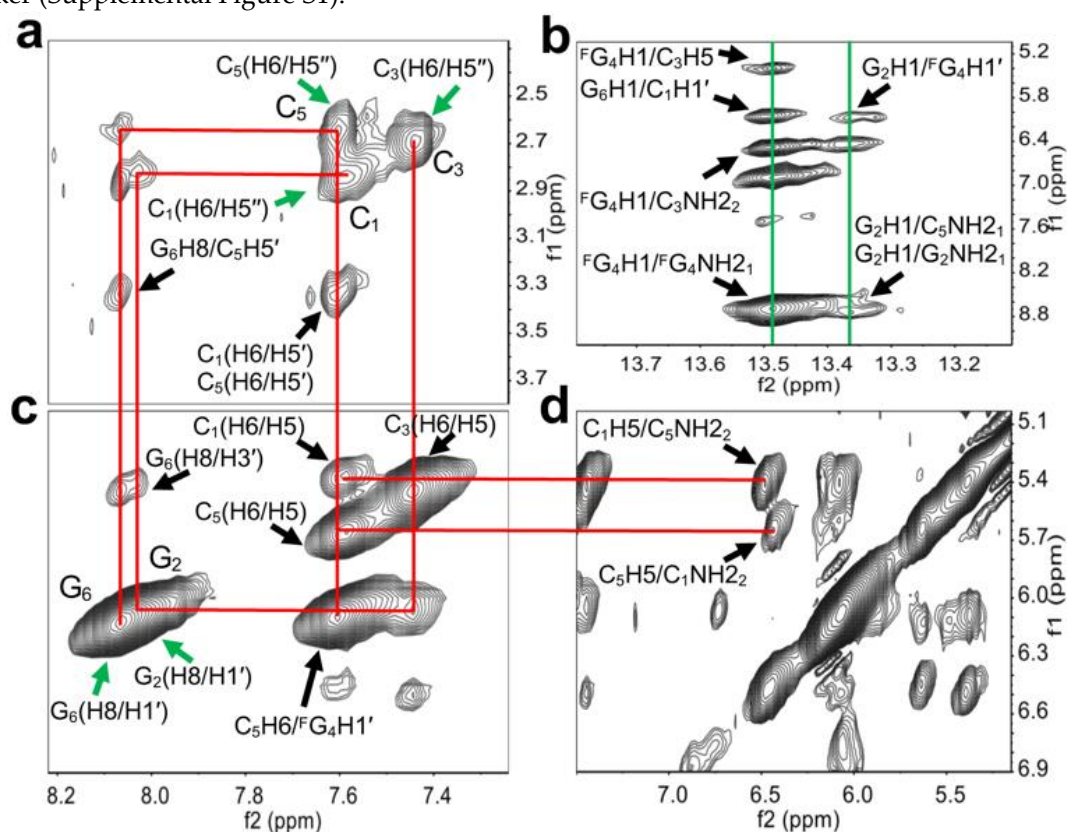 ker (Supplemental Figure S1).
a
C₅(H6/H5″)
C₃(H6/H5″)
C₅
C₃
C₁(H6/H5″)
C₁
G₆H8/C₅H5′
C₁(H6/H5′)
C₅(H6/H5′)
2.5
2.7
2.9
3.1
3.3
3.5
3.7
f1 (ppm)
b
ᶠG₄H1/C₃H5
G₆H1/C₁H1′
G₂H1/ᶠG₄H1′
ᶠG₄H1/C₃NH2₂
G₂H1/C₅NH2₁
G₂H1/G₂NH2₁
ᶠG₄H1/ᶠG₄NH2₁
5.2
5.8
6.4
7.0
7.6
8.2
8.8
f1 (ppm)
13.7 13.6 13.5 13.4 13.3 13.2
f2 (ppm)
c
C₁(H6/H5)
C₃(H6/H5)
G₆(H8/H3′)
C₅(H6/H5)
G₂
G₆
G₂(H8/H1′)
G₆(H8/H1′)
C₅H6/ᶠG₄H1′
8.2 8.0 7.8 7.6 7.4
f2 (ppm)
d
C₁H5/C₅NH2₂
C₅H5/C₁NH2₂
5.1
5.4
5.7
6.0
6.3
6.6
6.9
f1 (ppm)
7.0 6.5 6.0 5.5
f2 (ppm)